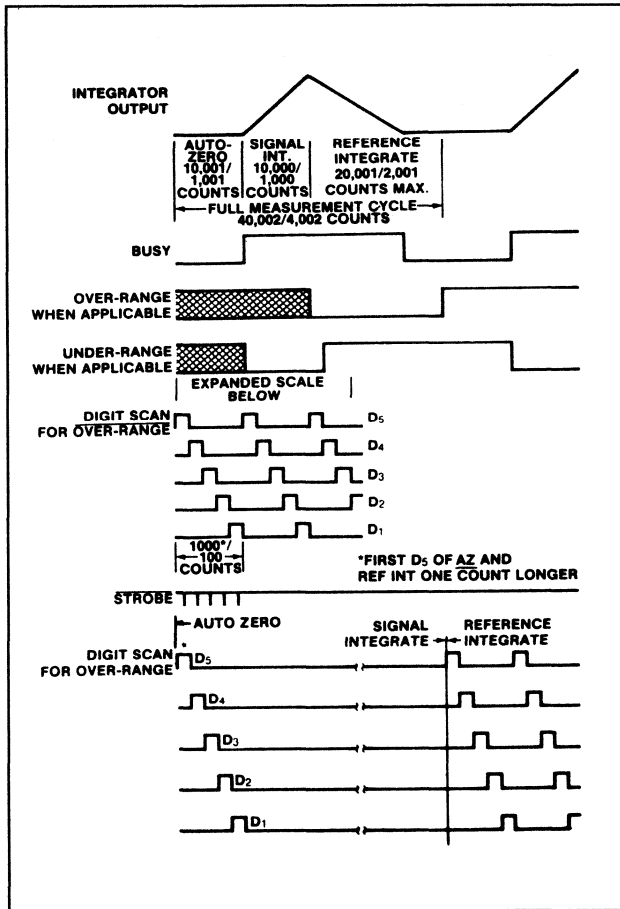 INTEGRATOR
OUTPUT
AUTO-
ZERO
10,001/
1,001
COUNTS
SIGNAL
INT.
10,000/
1,000
COUNTS
REFERENCE
INTEGRATE
20,001/2,001
COUNTS MAX.
FULL MEASUREMENT CYCLE
40,002/4,002 COUNTS
BUSY
OVER-RANGE
WHEN APPLICABLE
UNDER-RANGE
WHEN APPLICABLE
EXPANDED SCALE
BELOW
DIGIT SCAN
FOR OVER-RANGE
D5
D4
D3
D2
D1
1000*/
100
COUNTS
*FIRST D5 OF AZ AND
REF INT ONE COUNT LONGER
STROBE
AUTO ZERO
SIGNAL
INTEGRATE
REFERENCE
INTEGRATE
DIGIT SCAN
FOR OVER-RANGE
*
D5
D4
D3
D2
D1